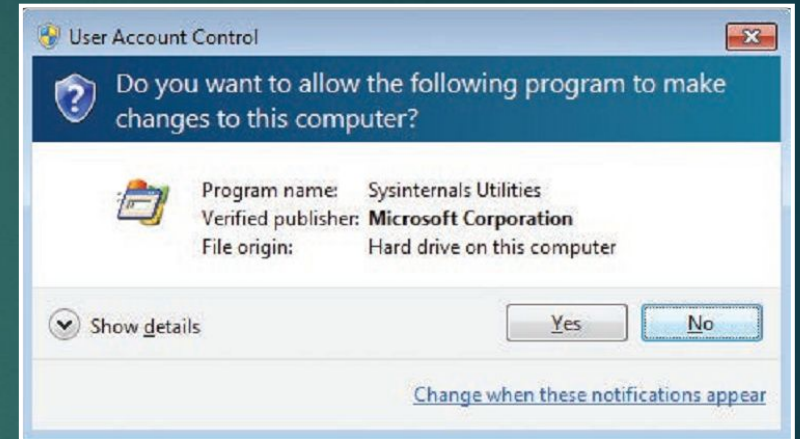 User Account Control
Do you want to allow the following program to make
changes to this computer?
Program name: Sysinternals Utilities
Verified publisher: Microsoft Corporation
File origin: Hard drive on this computer
Show details
Yes
No
Change when these notifications appear